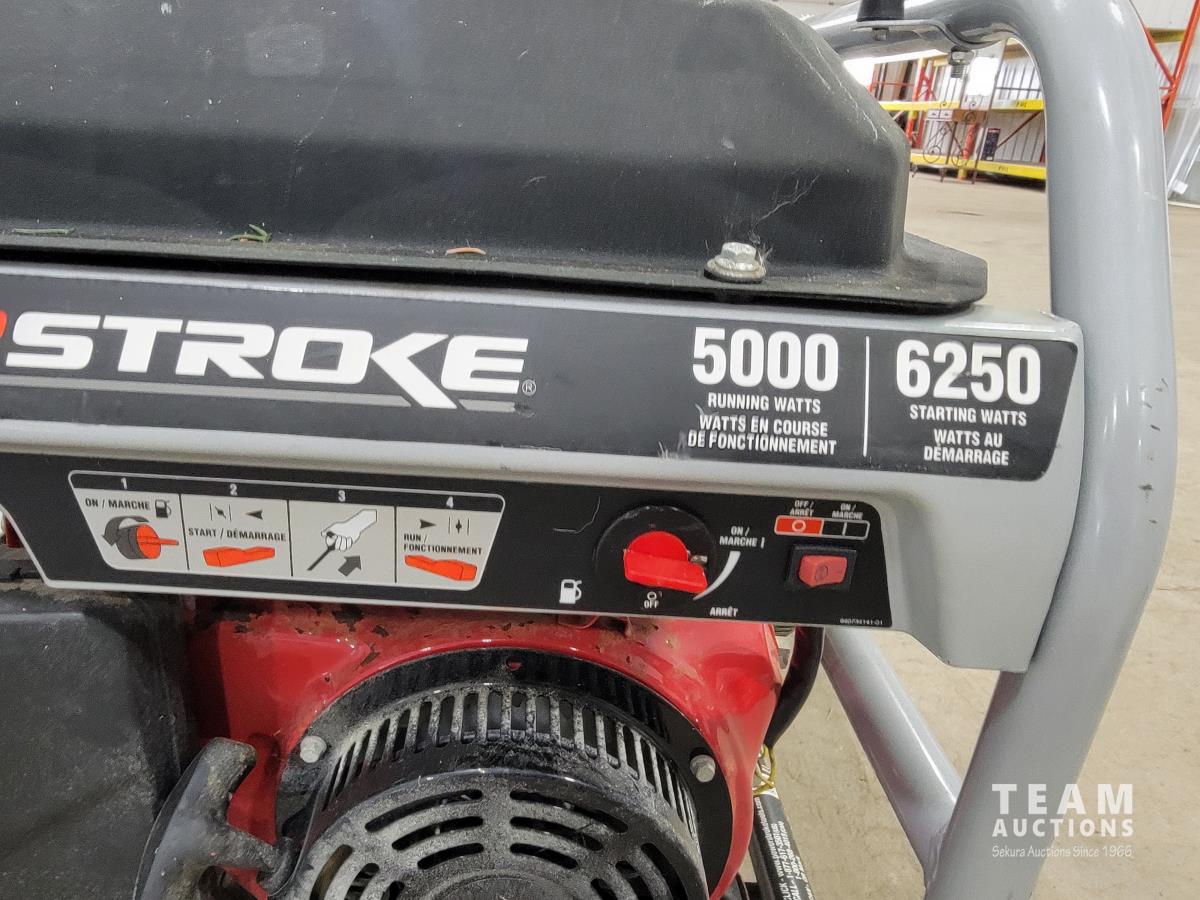 STROKE®
5000
RUNNING WATTS
WATTS EN COURSE
DE FONCTIONNEMENT
6250
STARTING WATTS
WATTS AU
DÉMARRAGE
1
ON / MARCHE
2
START / DÉMARRAGE
3
4
RUN /
FONCTIONNEMENT
ON /
MARCHE
OFF
ARRÊT
OFF /
ARRÊT
ON /
MARCHE
940734141-01
TEAM
AUCTIONS
Sekura Auctions Since 1966